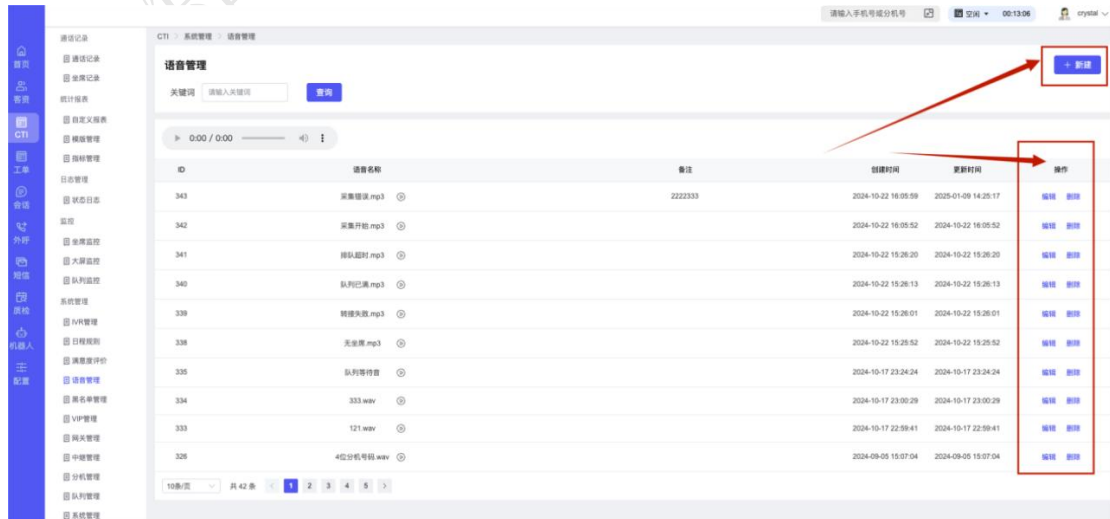 请输入手机号或分机号 空闲 00:13:06 crystal
CTI > 系统管理 > 语音管理
首页
客资
CTI
工单
会话
外呼
短信
质检
机器人
配置
通话记录
通话记录
坐席记录
统计报表
自定义报表
模版管理
指标管理
日志管理
状态日志
监控
坐席监控
大屏监控
队列监控
系统管理
IVR管理
日程规则
满意度评价
语音管理
黑名单管理
VIP管理
网关管理
中继管理
分机管理
队列管理
系统管理
语音管理
+ 新建
关键词 请输入关键词 查询
0:00 / 0:00
ID 语音名称 备注 创建时间 更新时间 操作
343 采集错误.mp3 2222333 2024-10-22 16:05:59 2025-01-09 14:25:17 编辑 删除
342 采集开始.mp3 2024-10-22 16:05:52 2024-10-22 16:05:52 编辑 删除
341 排队超时.mp3 2024-10-22 15:26:20 2024-10-22 15:26:20 编辑 删除
340 队列已满.mp3 2024-10-22 15:26:13 2024-10-22 15:26:13 编辑 删除
339 转接失败.mp3 2024-10-22 15:26:01 2024-10-22 15:26:01 编辑 删除
338 无坐席.mp3 2024-10-22 15:25:52 2024-10-22 15:25:52 编辑 删除
335 队列等待音 2024-10-17 23:24:24 2024-10-17 23:24:24 编辑 删除
334 333.wav 2024-10-17 23:00:29 2024-10-17 23:00:29 编辑 删除
333 121.wav 2024-10-17 22:59:41 2024-10-17 22:59:41 编辑 删除
326 4位分机号码.wav 2024-09-05 15:07:04 2024-09-05 15:07:04 编辑 删除
10条/页 共 42 条 < 1 2 3 4 5 >